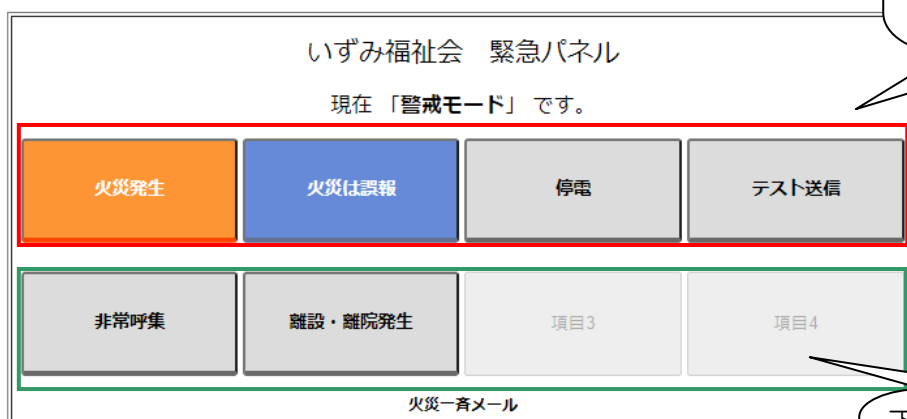 いずみ福祉会 緊急パネル
現在 「警戒モード」 です。
火災発生 火災は誤報 停電 テスト送信
非常呼集 離設・離院発生 項目3 項目4
火災一斉メール